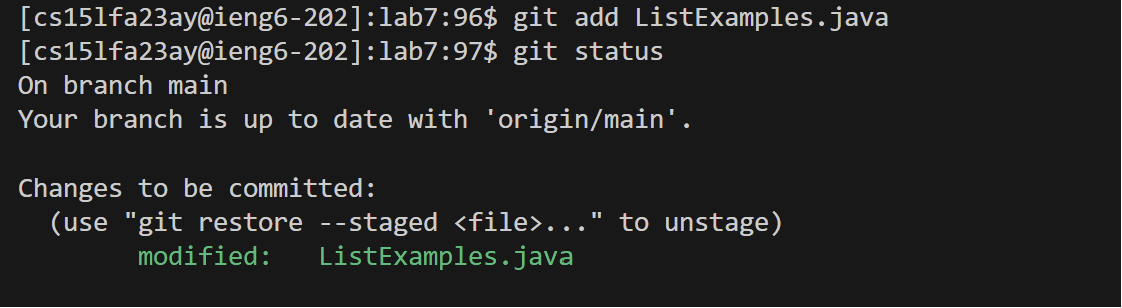 [cs15lfa23ay@ieng6-202]:lab7:96$ git add ListExamples.java
[cs15lfa23ay@ieng6-202]:lab7:97$ git status
On branch main
Your branch is up to date with 'origin/main'.

Changes to be committed:
  (use "git restore --staged <file>..." to unstage)
        modified:   ListExamples.java